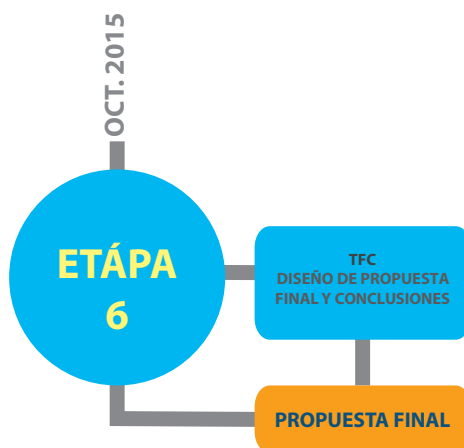 OCT. 2015
ETÁPA
6
TFC
DISEÑO DE PROPUESTA
FINAL Y CONCLUSIONES
PROPUESTA FINAL